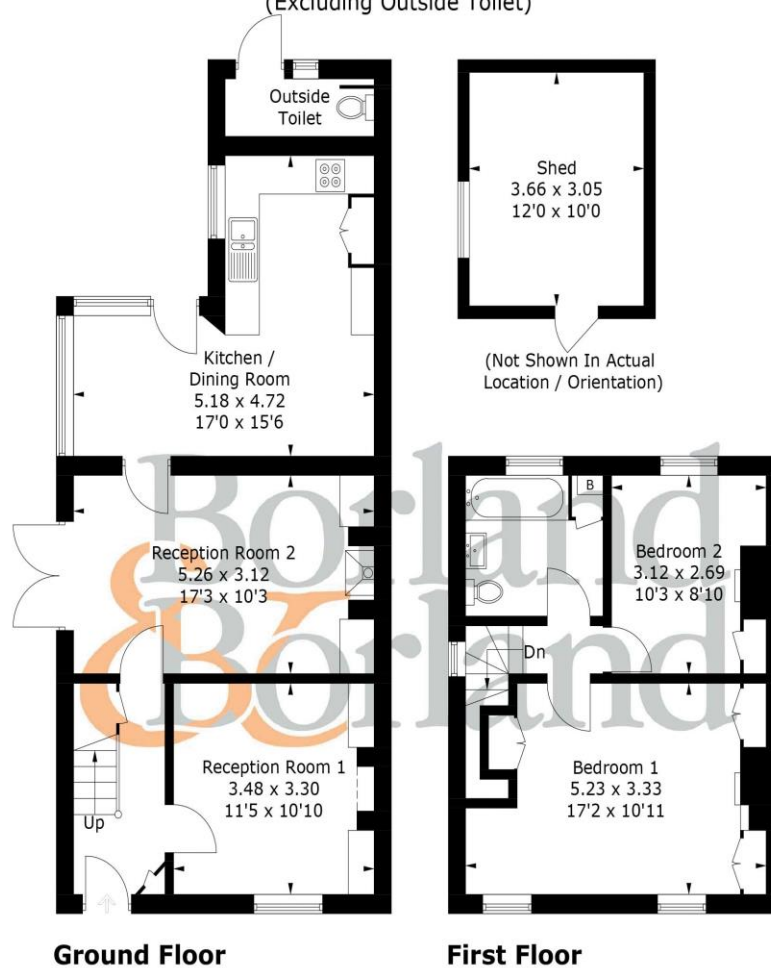 (Excluding Outside Toilet)
Outside
Toilet
Shed
3.66 x 3.05
12'0 x 10'0
(Not Shown In Actual
Location / Orientation)
Kitchen /
Dining Room
5.18 x 4.72
17'0 x 15'6
Borland
&
Borland
Reception Room 2
5.26 x 3.12
17'3 x 10'3
B
Bedroom 2
3.12 x 2.69
10'3 x 8'10
Dn
Reception Room 1
3.48 x 3.30
11'5 x 10'10
Up
Bedroom 1
5.23 x 3.33
17'2 x 10'11
Ground Floor
First Floor